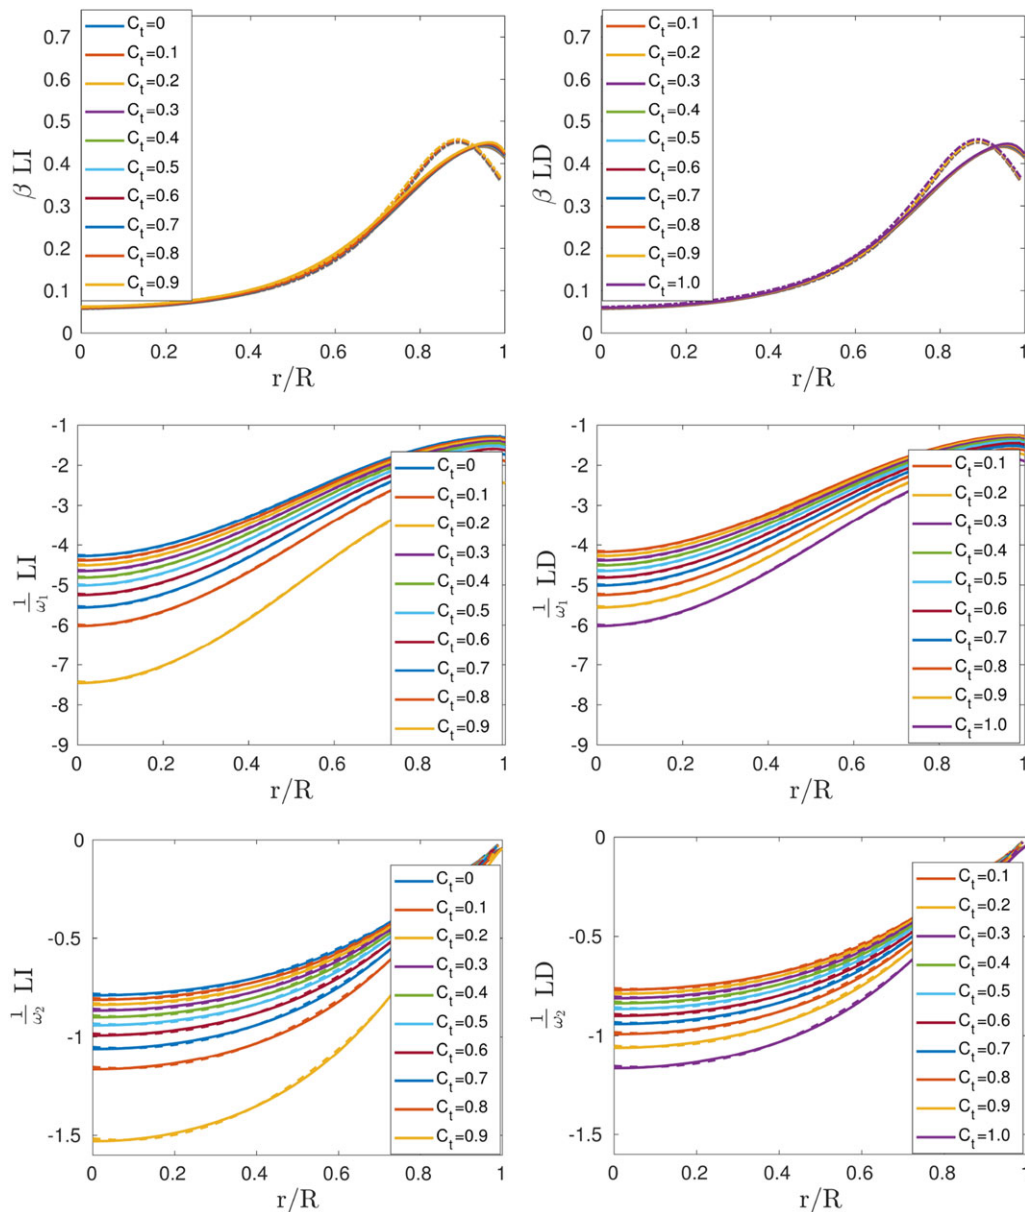 β LI
0.7
0.6
0.5
0.4
0.3
0.2
0.1
0
C_t=0
C_t=0.1
C_t=0.2
C_t=0.3
C_t=0.4
C_t=0.5
C_t=0.6
C_t=0.7
C_t=0.8
C_t=0.9
0 0.2 0.4 0.6 0.8 1
r/R
β LD
0.7
0.6
0.5
0.4
0.3
0.2
0.1
0
C_t=0.1
C_t=0.2
C_t=0.3
C_t=0.4
C_t=0.5
C_t=0.6
C_t=0.7
C_t=0.8
C_t=0.9
C_t=1.0
0 0.2 0.4 0.6 0.8 1
r/R
1/ω₁ LI
-1
-2
-3
-4
-5
-6
-7
-8
-9
C_t=0
C_t=0.1
C_t=0.2
C_t=0.3
C_t=0.4
C_t=0.5
C_t=0.6
C_t=0.7
C_t=0.8
C_t=0.9
0 0.2 0.4 0.6 0.8 1
r/R
1/ω₁ LD
-1
-2
-3
-4
-5
-6
-7
-8
-9
C_t=0.1
C_t=0.2
C_t=0.3
C_t=0.4
C_t=0.5
C_t=0.6
C_t=0.7
C_t=0.8
C_t=0.9
C_t=1.0
0 0.2 0.4 0.6 0.8 1
r/R
1/ω₂ LI
0
-0.5
-1
-1.5
C_t=0
C_t=0.1
C_t=0.2
C_t=0.3
C_t=0.4
C_t=0.5
C_t=0.6
C_t=0.7
C_t=0.8
C_t=0.9
0 0.2 0.4 0.6 0.8 1
r/R
1/ω₂ LD
0
-0.5
-1
-1.5
C_t=0.1
C_t=0.2
C_t=0.3
C_t=0.4
C_t=0.5
C_t=0.6
C_t=0.7
C_t=0.8
C_t=0.9
C_t=1.0
0 0.2 0.4 0.6 0.8 1
r/R